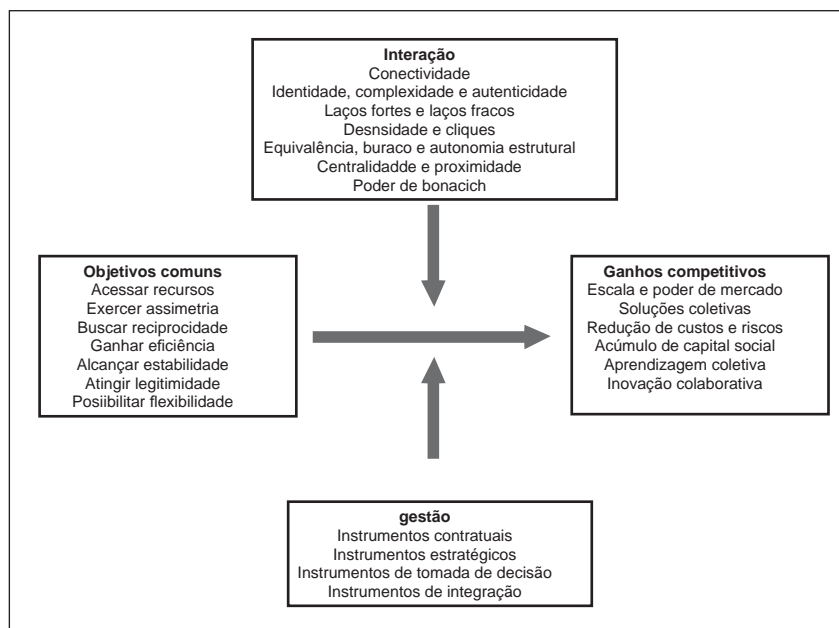 Interação
Conectividade
Identidade, complexidade e autenticidade
Laços fortes e laços fracos
Desnsidade e cliques
Equivalência, buraco e autonomia estrutural
Centralidadde e proximidade
Poder de bonacich
Objetivos comuns
Acessar recursos
Exercer assimetria
Buscar reciprocidade
Ganhar eficiência
Alcançar estabilidade
Atingir legitimidade
Posiibilitar flexibilidade
Ganhos competitivos
Escala e poder de mercado
Soluções coletivas
Redução de custos e riscos
Acúmulo de capital social
Aprendizagem coletiva
Inovação colaborativa
gestão
Instrumentos contratuais
Instrumentos estratégicos
Instrumentos de tomada de decisão
Instrumentos de integração